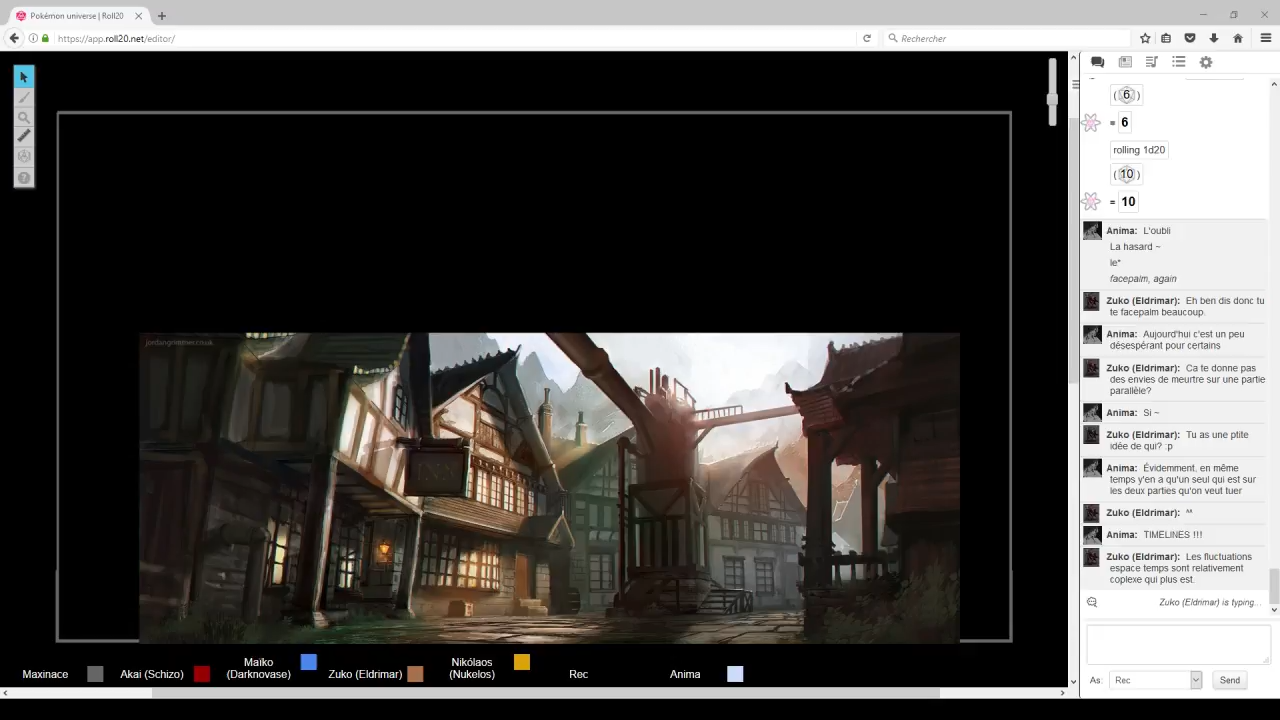 Pokémon universe | Roll20
https://app.roll20.net/editor/
Rechercher
(6)
= 6
rolling 1d20
(10)
= 10
Anima: L'oubli
La hasard ~
le*
facepalm, again
Zuko (Eldrimar): Eh ben dis donc tu
te facepalm beaucoup.
Anima: Aujourd'hui c'est un peu
désespérant pour certains
Zuko (Eldrimar): Ca te donne pas
des envies de meurtre sur une partie
parallèle?
Anima: Si ~
Zuko (Eldrimar): Tu as une ptite
idée de qui? :p
Anima: Évidemment, en même
temps y'en a qu'un seul qui est sur
les deux parties qu'on veut tuer
Zuko (Eldrimar): ^^
Anima: TIMELINES !!!
Zuko (Eldrimar): Les fluctuations
espace temps sont relativement
coplexe qui plus est.
Zuko (Eldrimar) is typing...
As: Rec Send
jordangrimmer.co.uk
INN
Maxinace
Akai (Schizo)
Maïko
(Darknovase)
Zuko (Eldrimar)
Nikólaos
(Nukelos)
Rec
Anima